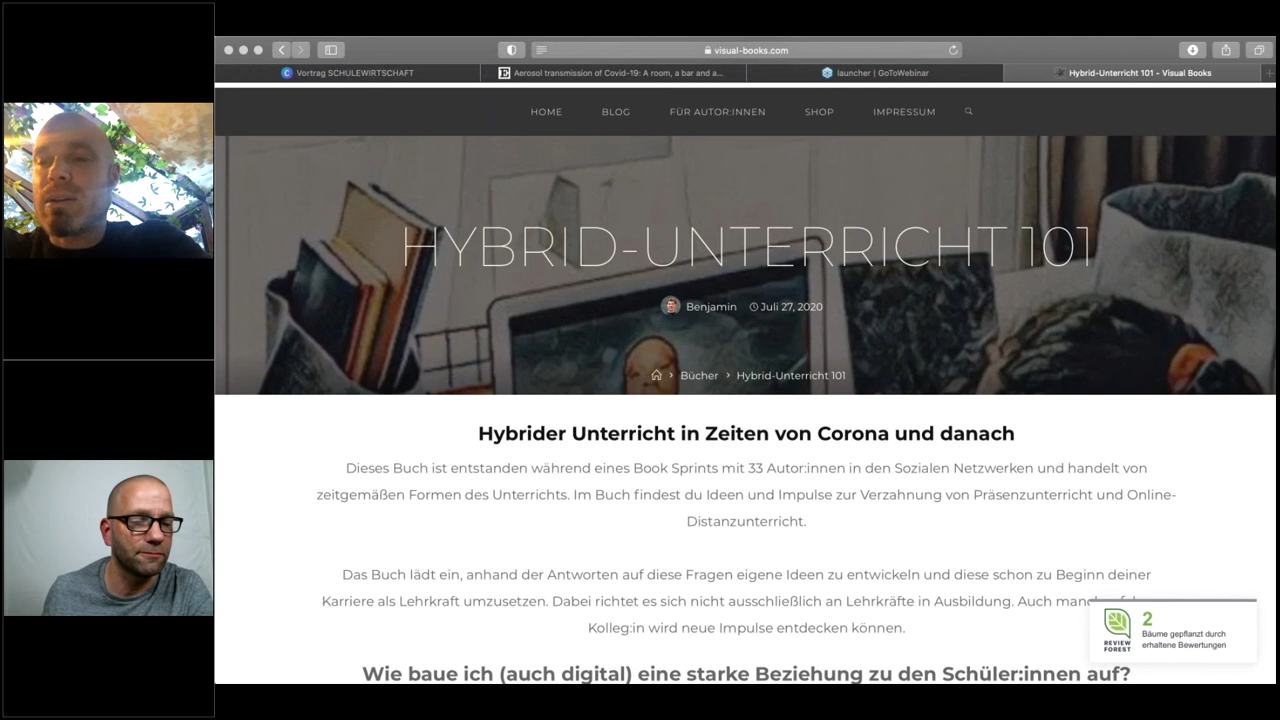 visual-books.com
Vortrag SCHULEWIRTSCHAFT
Aerosol transmission of Covid-19: A room, a bar and a...
launcher | GoToWebinar
Hybrid-Unterricht 101 - Visual Books
HOME BLOG FÜR AUTOR:INNEN SHOP IMPRESSUM
HYBRID-UNTERRICHT 101
Benjamin Juli 27, 2020
Bücher > Hybrid-Unterricht 101
Hybrider Unterricht in Zeiten von Corona und danach
Dieses Buch ist entstanden während eines Book Sprints mit 33 Autor:innen in den Sozialen Netzwerken und handelt von
zeitgemäßen Formen des Unterrichts. Im Buch findest du Ideen und Impulse zur Verzahnung von Präsenzunterricht und Online-
Distanzunterricht.
Das Buch lädt ein, anhand der Antworten auf diese Fragen eigene Ideen zu entwickeln und diese schon zu Beginn deiner
Karriere als Lehrkraft umzusetzen. Dabei richtet es sich nicht ausschließlich an Lehrkräfte in Ausbildung. Auch
Kolleg:in wird neue Impulse entdecken können.
Wie baue ich (auch digital) eine starke Beziehung zu den Schüler:innen auf?
2
Bäume gepflanzt durch
erhaltene Bewertungen
REVIEW
FOREST